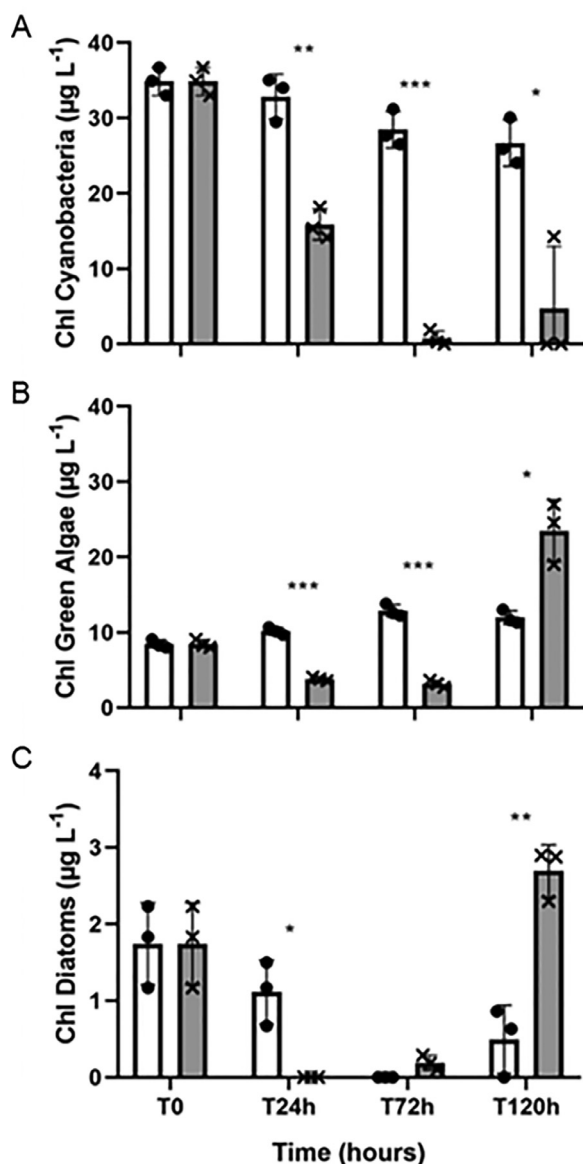 A
Chl Cyanobacteria (µg L⁻¹)
40
30
20
10
0
** *** *
B
Chl Green Algae (µg L⁻¹)
40
30
20
10
0
*** *** *
C
Chl Diatoms (µg L⁻¹)
4
3
2
1
0
* **
T0 T24h T72h T120h
Time (hours)